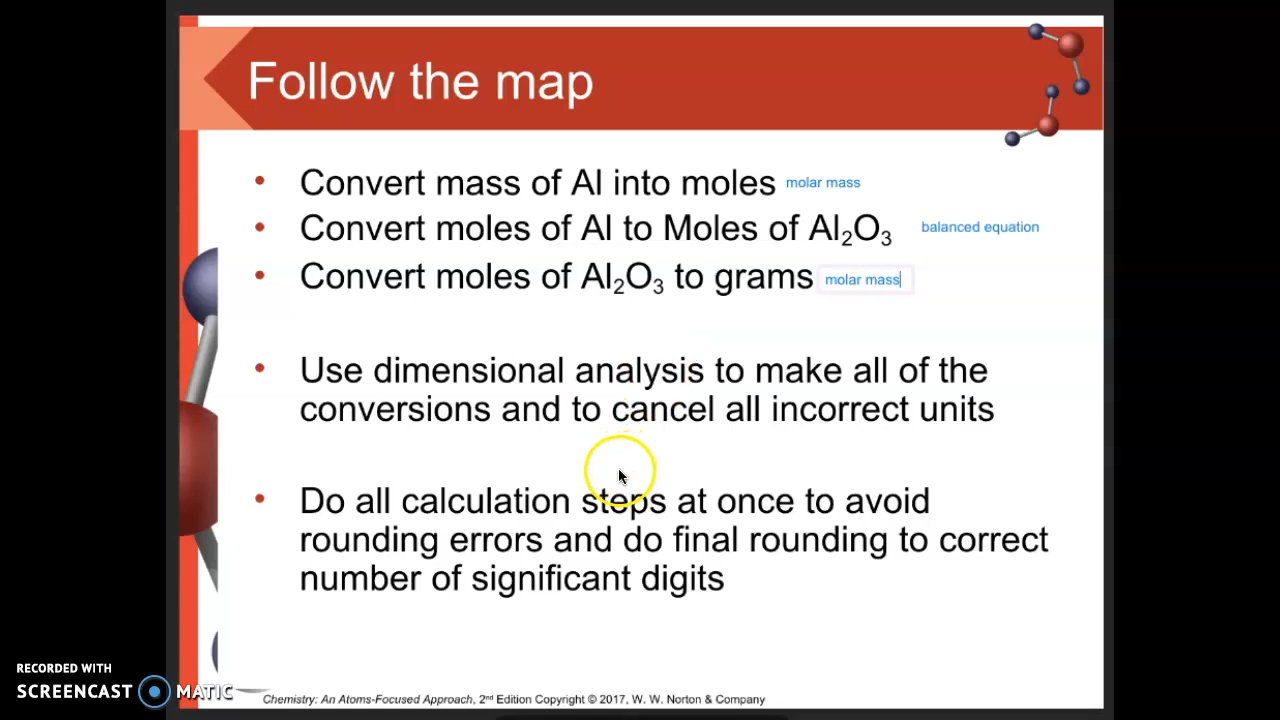 Follow the map
• Convert mass of Al into moles molar mass
• Convert moles of Al to Moles of Al₂O₃ balanced equation
• Convert moles of Al₂O₃ to grams molar mass
• Use dimensional analysis to make all of the
conversions and to cancel all incorrect units
• Do all calculation steps at once to avoid
rounding errors and do final rounding to correct
number of significant digits
RECORDED WITH
SCREENCAST MATIC
Chemistry: An Atoms-Focused Approach, 2nd Edition Copyright © 2017, W. W. Norton & Company